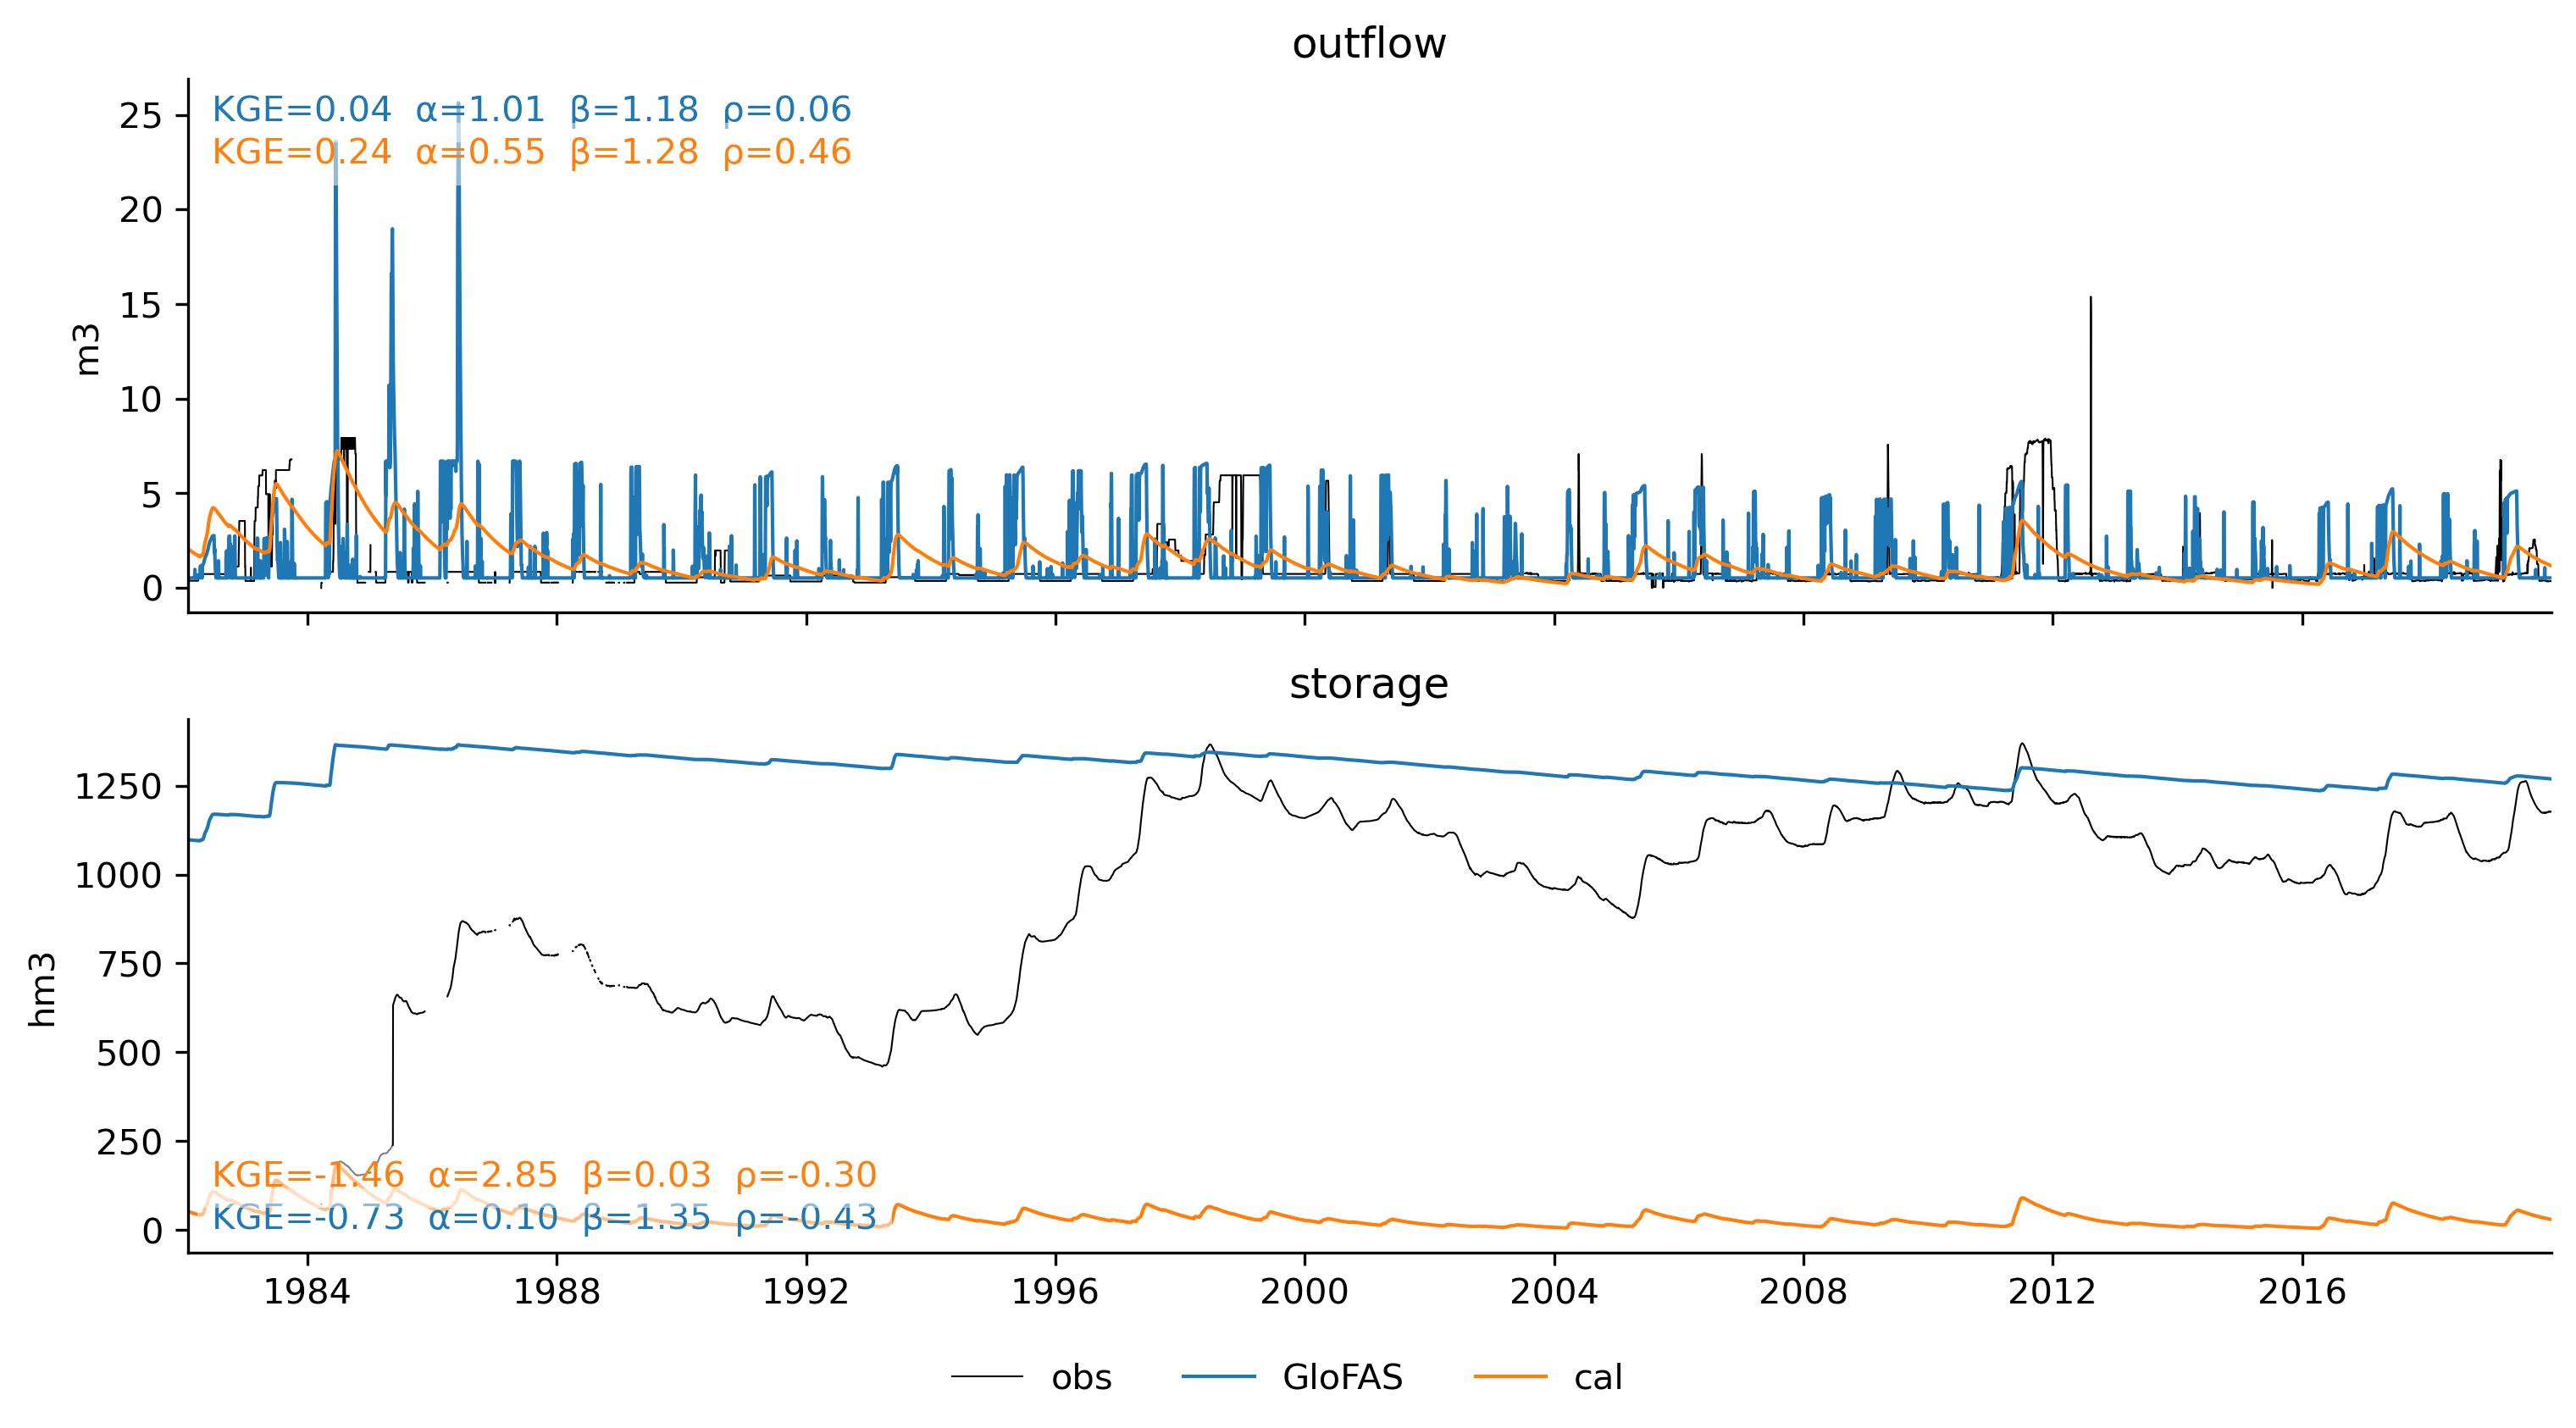 outflow
KGE=0.04 α=1.01 β=1.18 ρ=0.06
KGE=0.24 α=0.55 β=1.28 ρ=0.46
25
20
15
10
5
0
m3
storage
1250
1000
750
500
250
0
hm3
KGE=-1.46 α=2.85 β=0.03 ρ=-0.30
KGE=-0.73 α=0.10 β=1.35 ρ=-0.43
1984 1988 1992 1996 2000 2004 2008 2012 2016
obs GloFAS cal